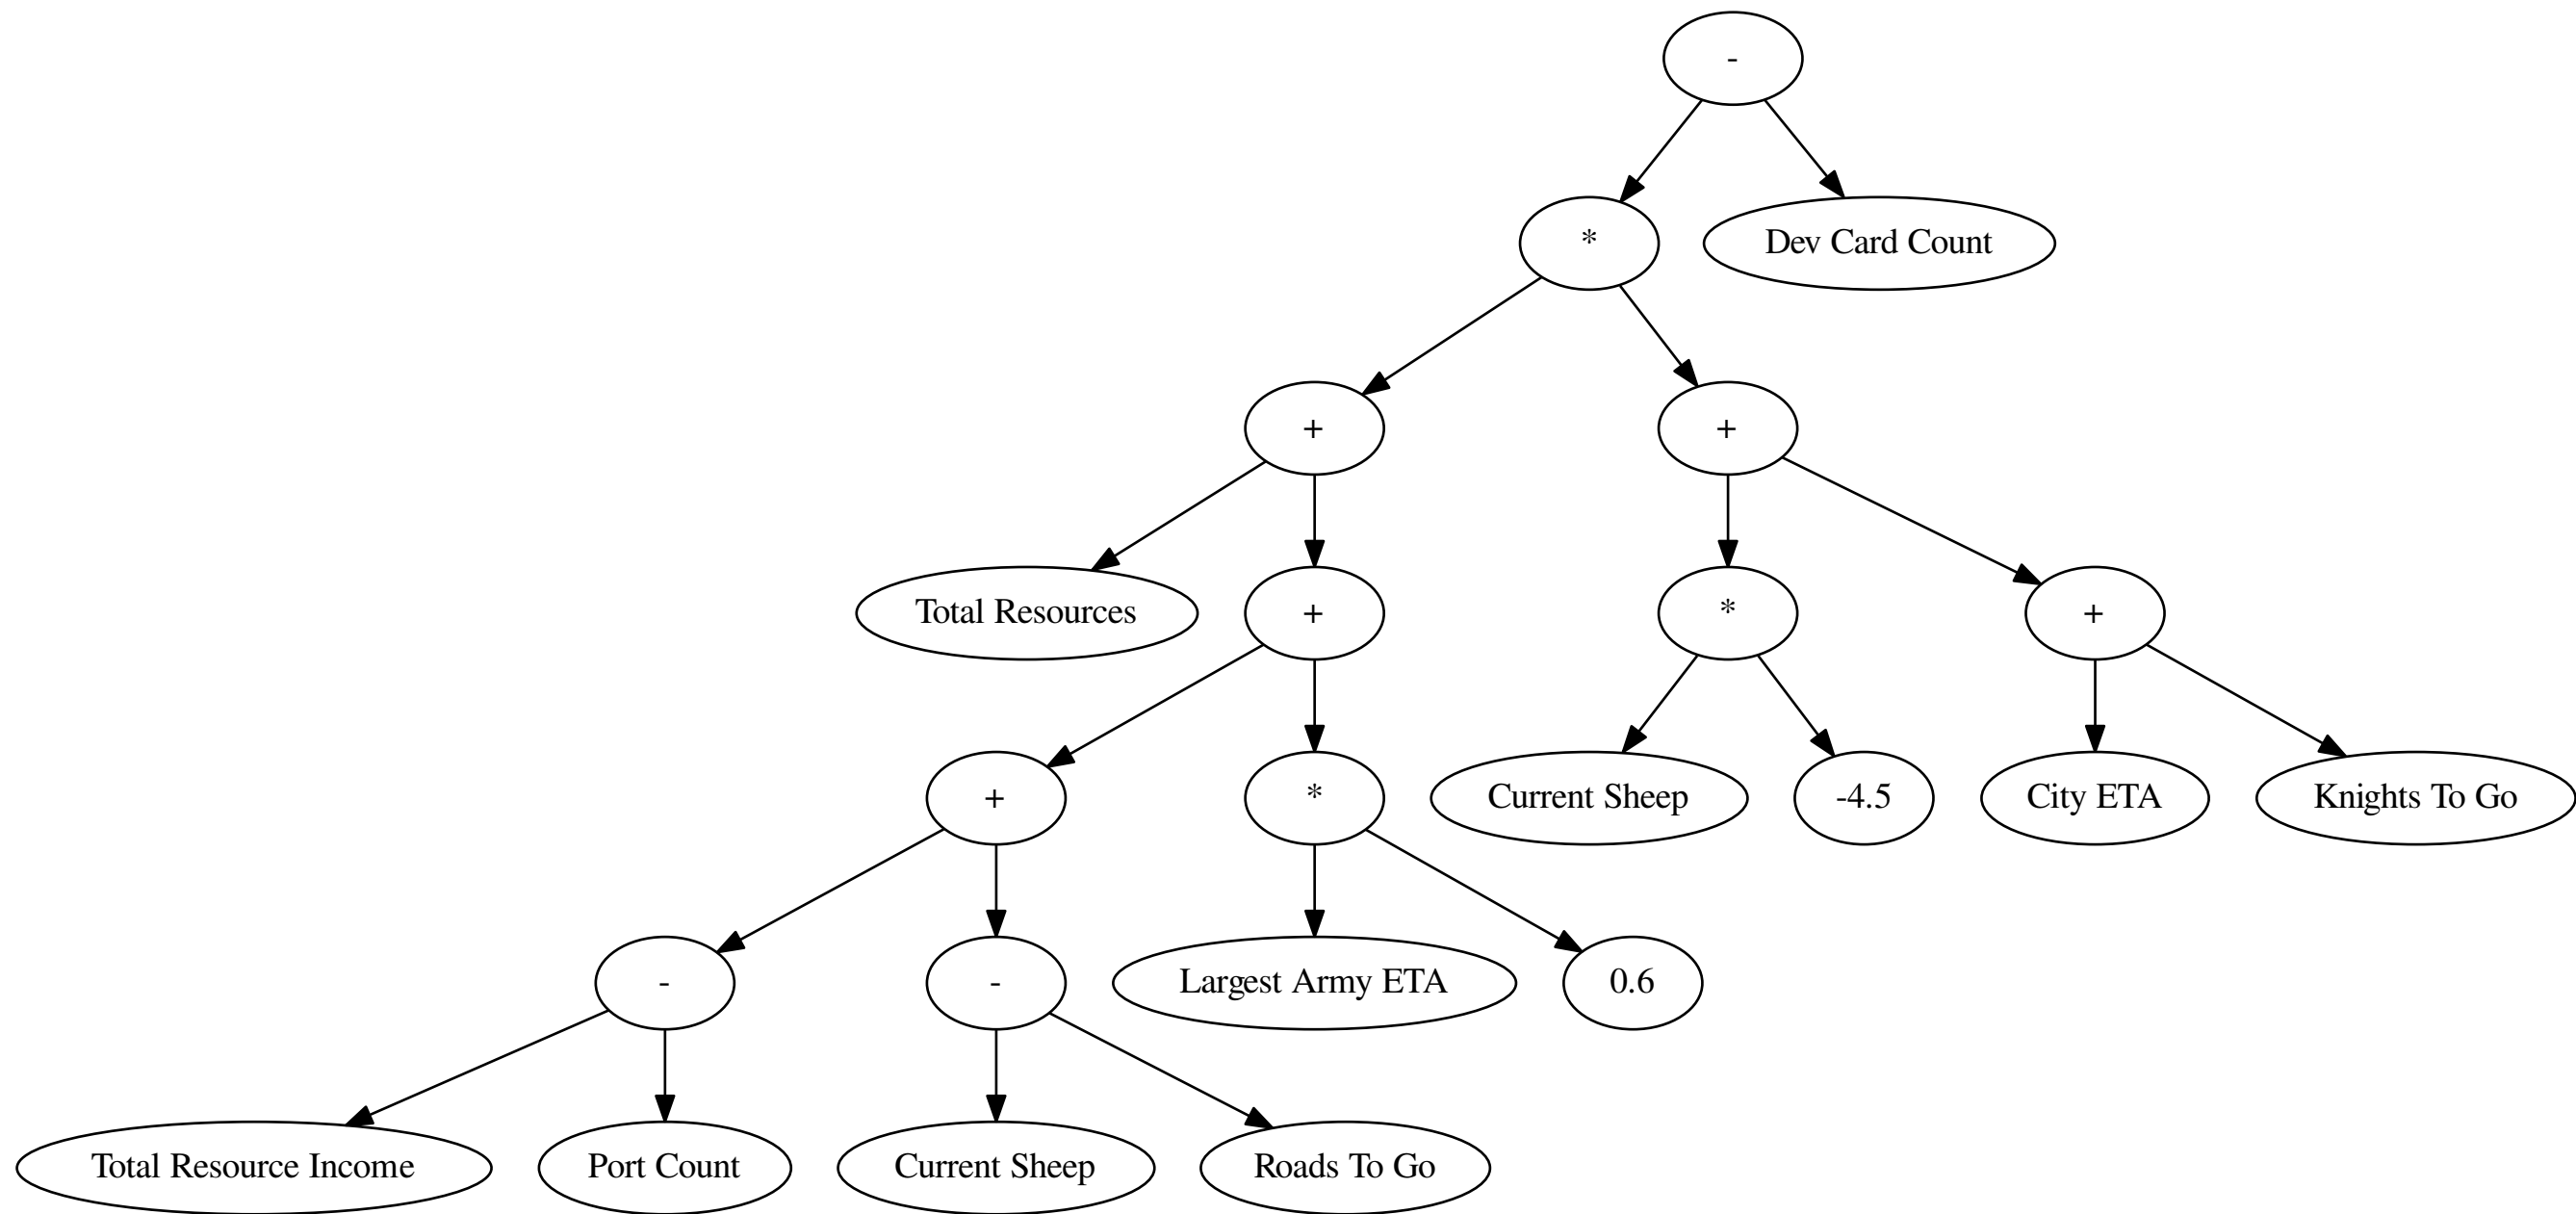 -
*
Dev Card Count
+
+
Total Resources
+
*
+
+
*
Current Sheep
-4.5
City ETA
Knights To Go
-
-
Largest Army ETA
0.6
Total Resource Income
Port Count
Current Sheep
Roads To Go